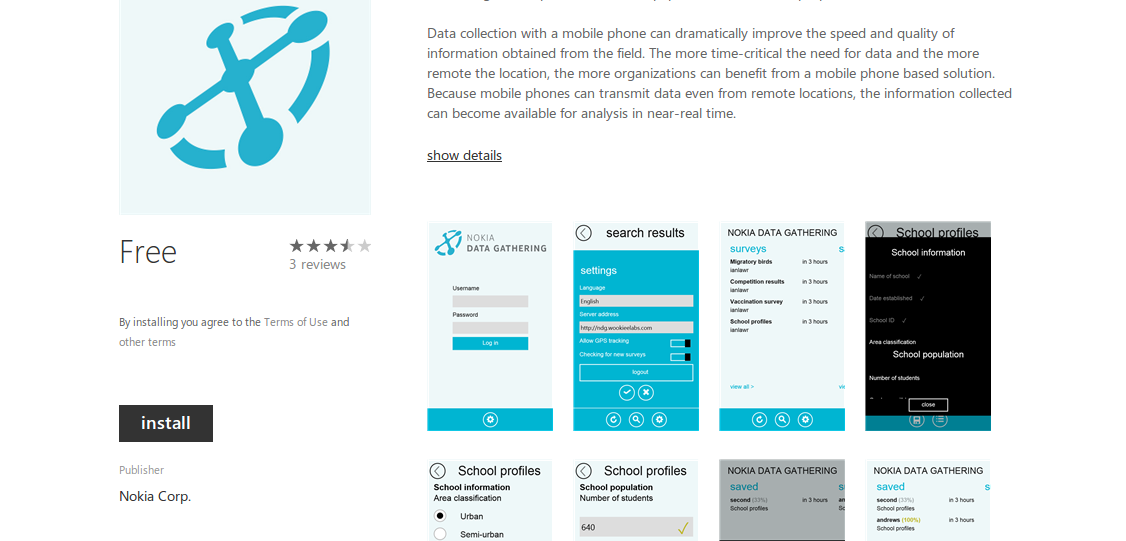 Data collection with a mobile phone can dramatically improve the speed and quality of
information obtained from the field. The more time-critical the need for data and the more
remote the location, the more organizations can benefit from a mobile phone based solution.
Because mobile phones can transmit data even from remote locations, the information collected
can become available for analysis in near-real time.
show details
Free
3 reviews
By installing you agree to the Terms of Use and
other terms
install
Publisher
Nokia Corp.
NOKIA
DATA GATHERING
Username
Password
Log in
search results
settings
Language
English
Server address
http://ndg.wookieelabs.com
Allow GPS tracking
Checking for new surveys
logout
NOKIA DATA GATHERING
surveys
s
Migratory birds in 3 hours
ianlawr
Competition results in 3 hours
ianlawr
Vaccination survey in 3 hours
ianlawr
School profiles in 3 hours
ianlawr
view all >
School profiles
School information
Name of school
Date established
School ID
Area classification
School population
Number of students
close
School profiles
School information
Area classification
Urban
Semi-urban
School profiles
School population
Number of students
640
NOKIA DATA GATHERING
saved s
second (33%) in 3 hours
School profiles
School profiles
NOKIA DATA GATHERING
saved s
second (33%) in 3 hours
School profiles
andrews (100%) in 3 hours
School profiles